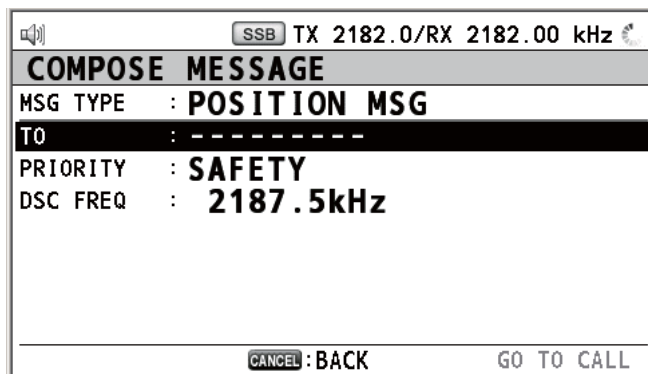 SSB TX 2182.0/RX 2182.00 kHz
COMPOSE MESSAGE
MSG TYPE : POSITION MSG
TO : ---------
PRIORITY : SAFETY
DSC FREQ : 2187.5kHz
CANCEL : BACK GO TO CALL